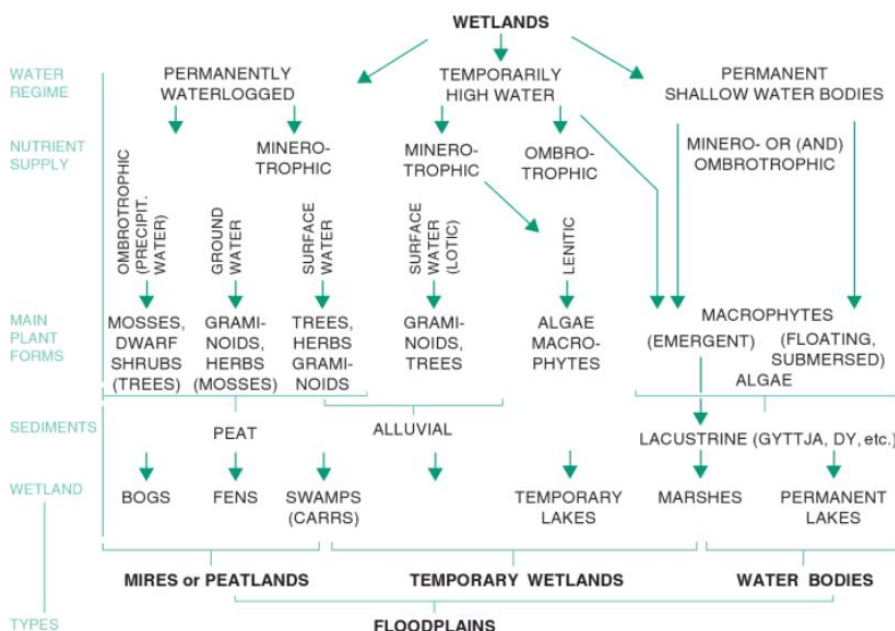 WETLANDS
WATER
REGIME
PERMANENTLY
WATERLOGGED
TEMPORARILY
HIGH WATER
PERMANENT
SHALLOW WATER BODIES
NUTRIENT
SUPPLY
MINERO-
TROPHIC
MINERO-
TROPHIC
OMBRO-
TROPHIC
MINERO- OR (AND)
OMBROTROPHIC
OMBROTROPHIC
(PRECIPIT.
WATER)
GROUND
WATER
SURFACE
WATER
SURFACE
WATER
(LOTIC)
LENITIC
MAIN
PLANT
FORMS
MOSSES,
DWARF
SHRUBS
(TREES)
GRAMI-
NOIDS,
HERBS
(MOSSES)
TREES,
HERBS
GRAMI-
NOIDS
GRAMI-
NOIDS,
TREES
ALGAE
MACRO-
PHYTES
MACROPHYTES
(EMERGENT)
(FLOATING,
SUBMERSED)
ALGAE
SEDIMENTS
PEAT
ALLUVIAL
LACUSTRINE (GYTTJA, DY, etc.)
WETLAND
BOGS
FENS
SWAMPS
(CARRS)
TEMPORARY
LAKES
MARSHES
PERMANENT
LAKES
MIRES or PEATLANDS
TEMPORARY WETLANDS
WATER BODIES
TYPES
FLOODPLAINS